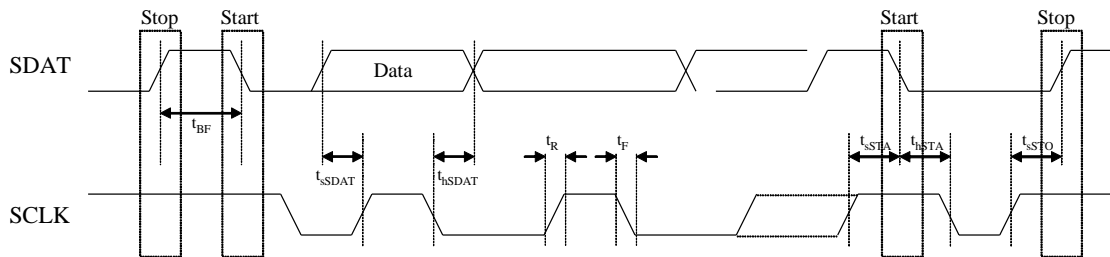 Stop Start Start Stop
SDAT Data
tBF tR tF tsSTA thSTA tsSTO
tsSDAT thSDAT
SCLK